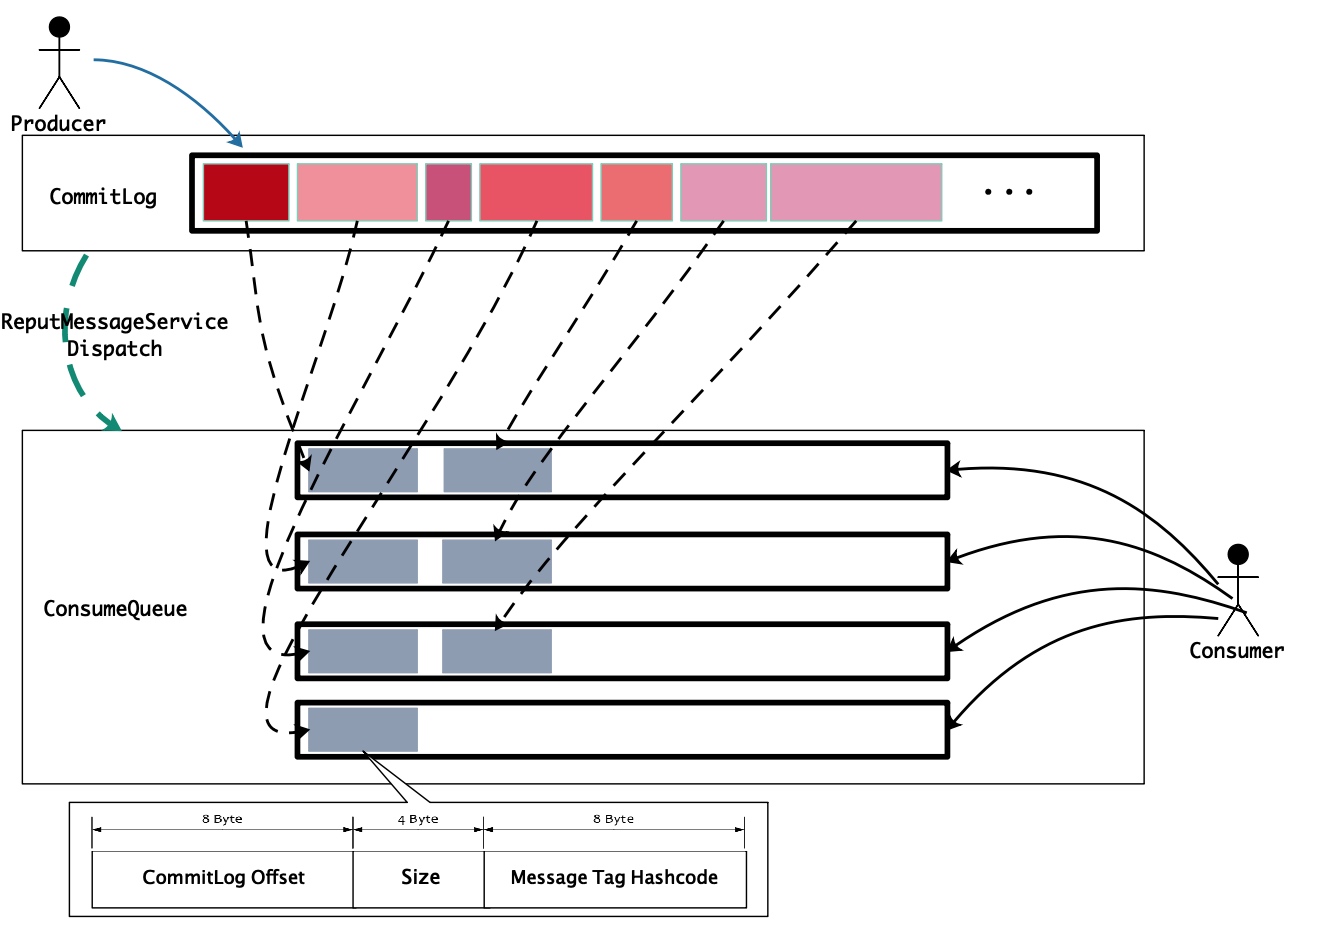 Producer
CommitLog
...
ReputMessageService
Dispatch
ConsumeQueue
Consumer
8 Byte
4 Byte
8 Byte
CommitLog Offset
Size
Message Tag Hashcode